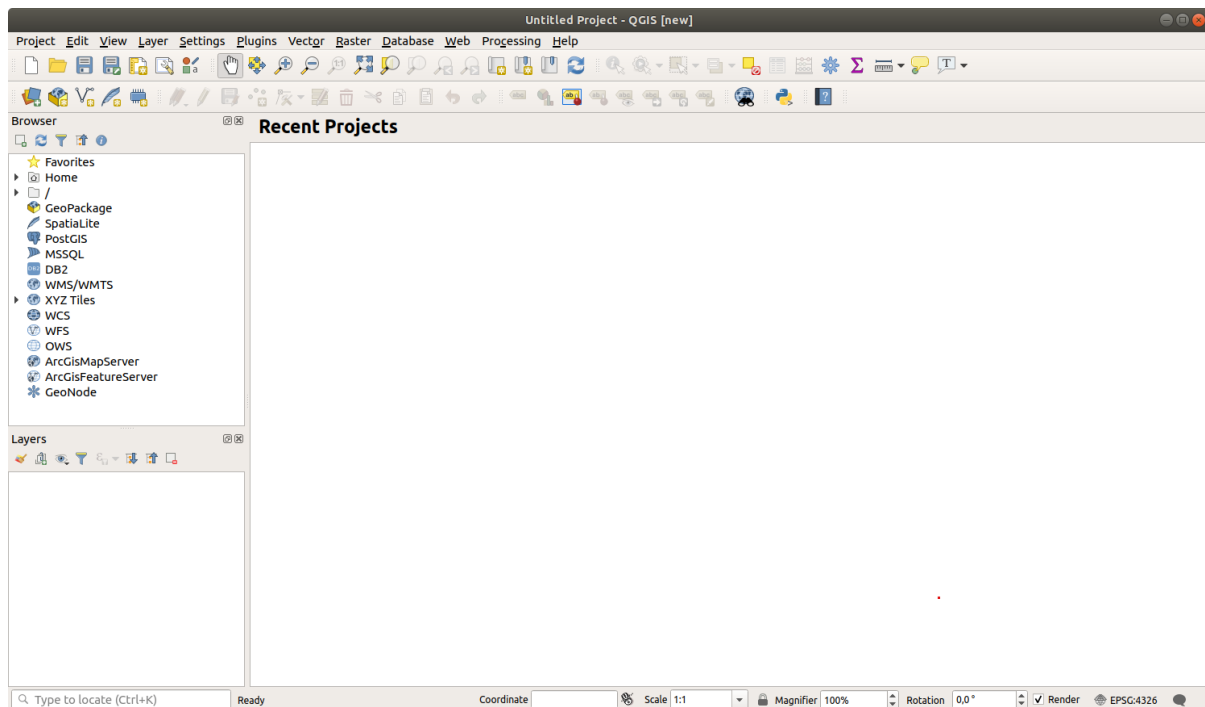 Untitled Project - QGIS [new]
Project Edit View Layer Settings Plugins Vector Raster Database Web Processing Help
Browser
Recent Projects
Favorites
Home
/
GeoPackage
SpatiaLite
PostGIS
MSSQL
DB2
WMS/WMTS
XYZ Tiles
WCS
WFS
OWS
ArcGisMapServer
ArcGisFeatureServer
GeoNode
Layers
Type to locate (Ctrl+K) Ready Coordinate Scale 1:1 Magnifier 100% Rotation 0,0 ° Render EPSG:4326